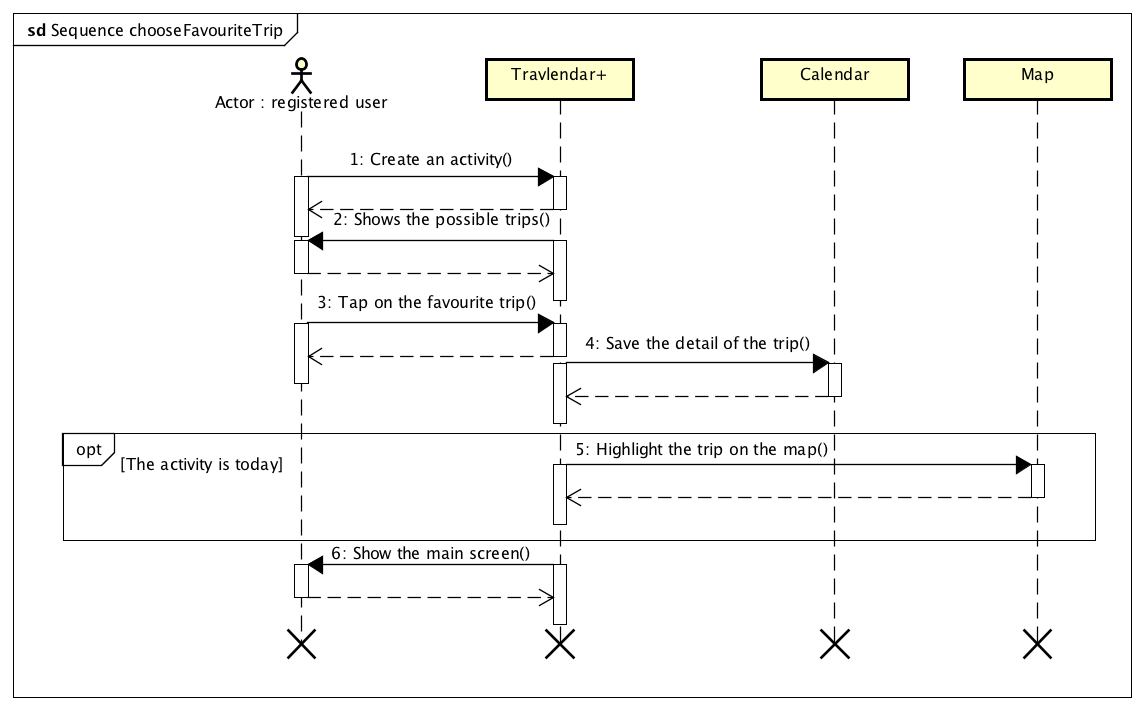 sd Sequence chooseFavouriteTrip
Actor : registered user
Travlendar+
Calendar
Map
1: Create an activity()
2: Shows the possible trips()
3: Tap on the favourite trip()
4: Save the detail of the trip()
opt
[The activity is today]
5: Highlight the trip on the map()
6: Show the main screen()